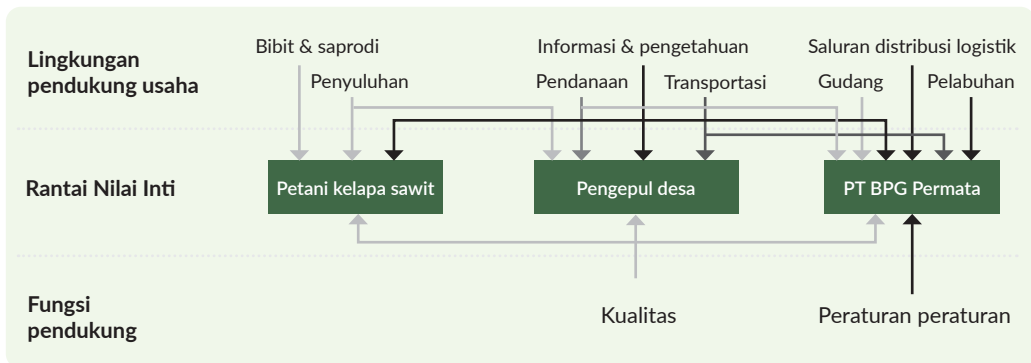 Lingkungan
pendukung usaha
Bibit & saprodi
Penyuluhan
Informasi & pengetahuan
Pendanaan
Transportasi
Saluran distribusi logistik
Gudang
Pelabuhan
Rantai Nilai Inti
Petani kelapa sawit
Pengepul desa
PT BPG Permata
Fungsi
pendukung
Kualitas
Peraturan peraturan